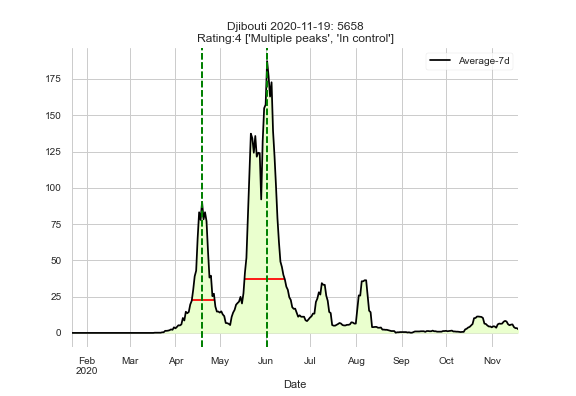 Djibouti 2020-11-19: 5658
Rating:4 ['Multiple peaks', 'In control']
Average-7d
175
150
125
100
75
50
25
0
Feb Mar Apr May Jun Jul Aug Sep Oct Nov
2020
Date